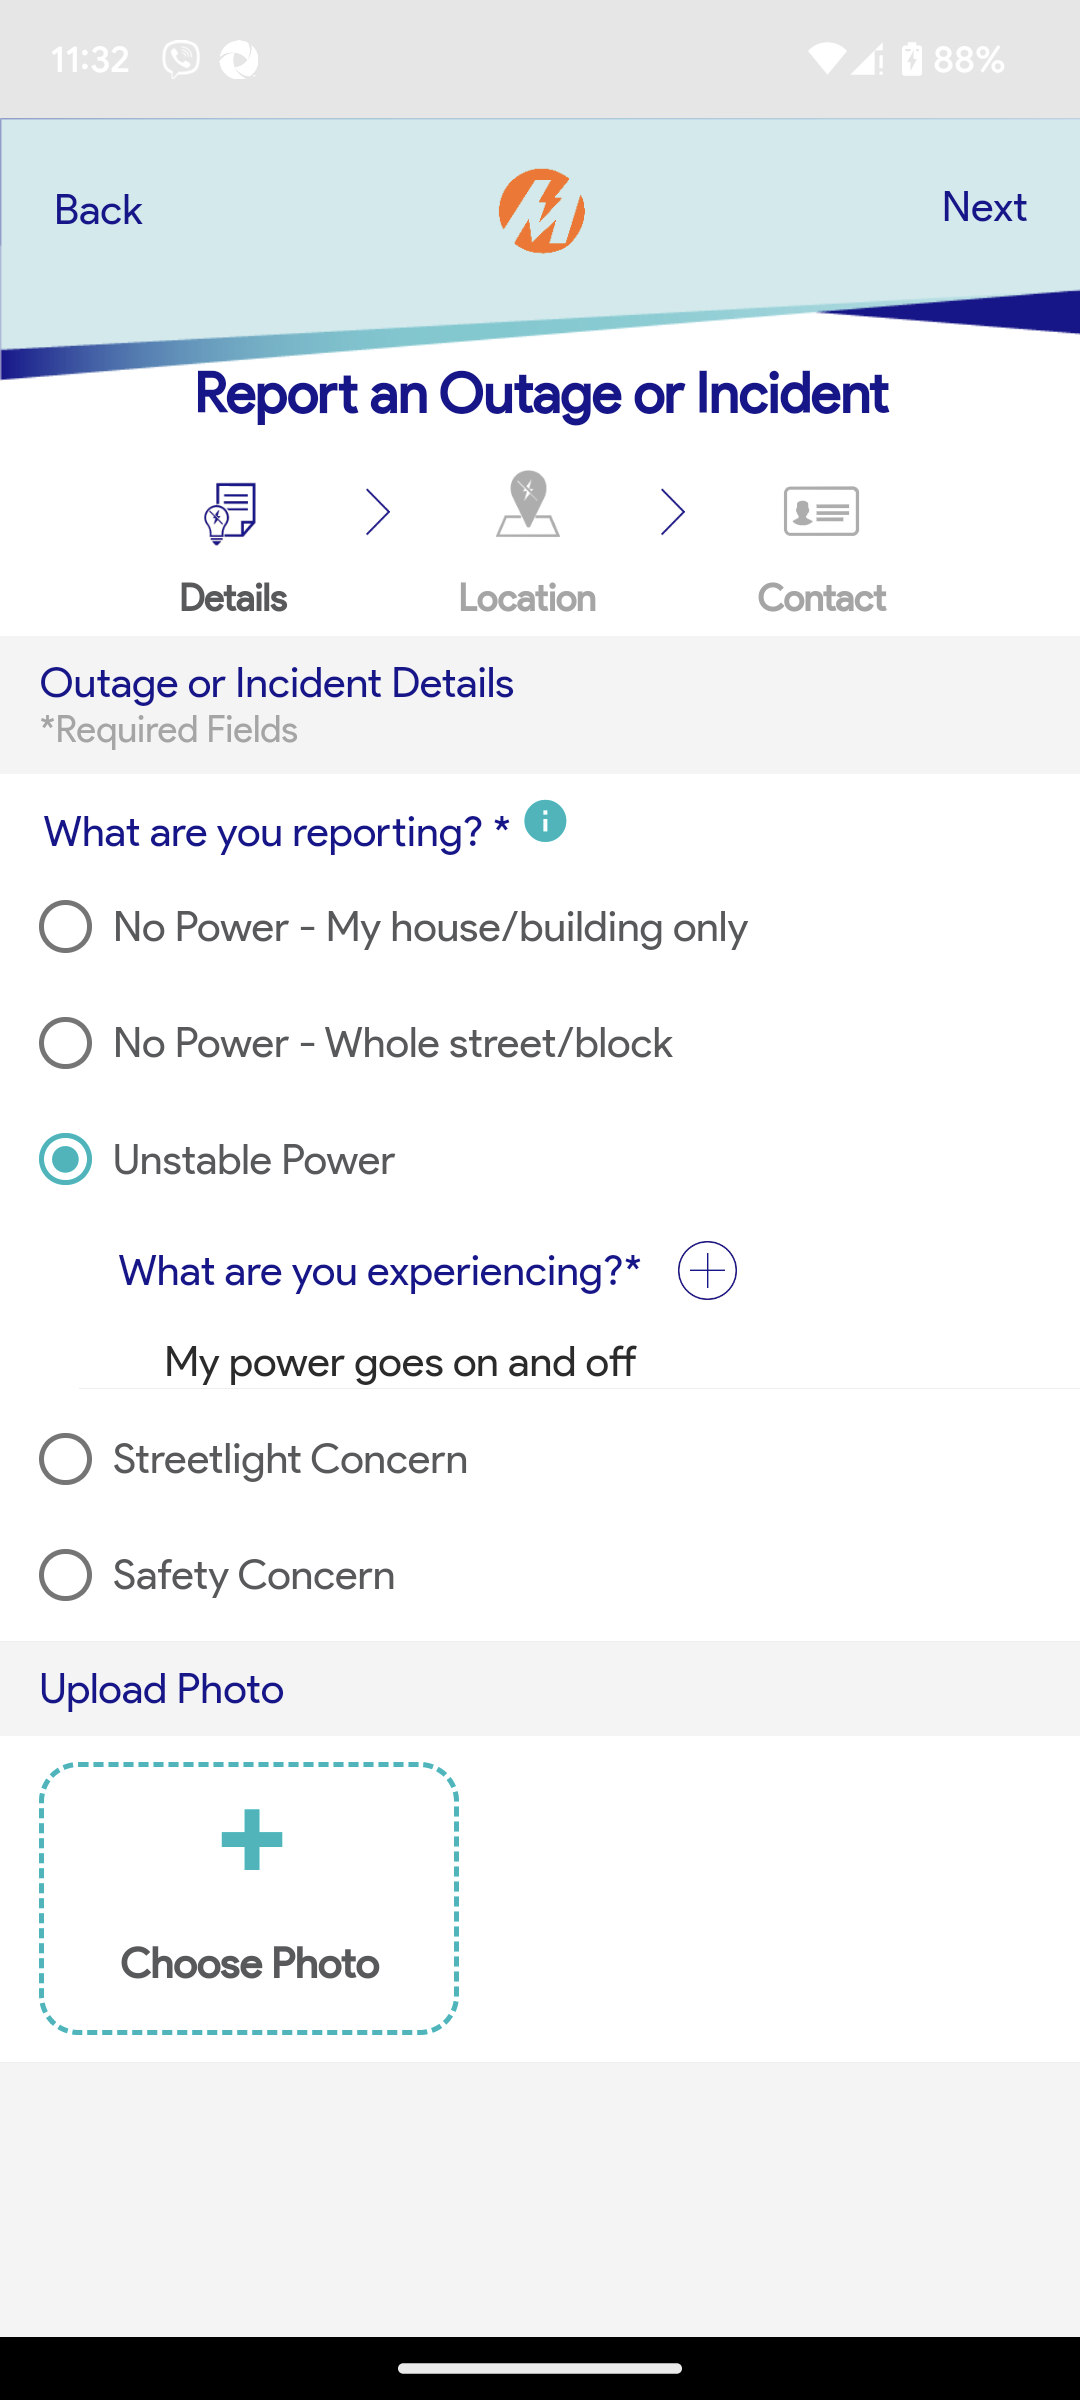 11:32
88%
Back
Next
Report an Outage or Incident
Details
Location
Contact
Outage or Incident Details
*Required Fields
What are you reporting? *
No Power - My house/building only
No Power - Whole street/block
Unstable Power
What are you experiencing?*
My power goes on and off
Streetlight Concern
Safety Concern
Upload Photo
Choose Photo